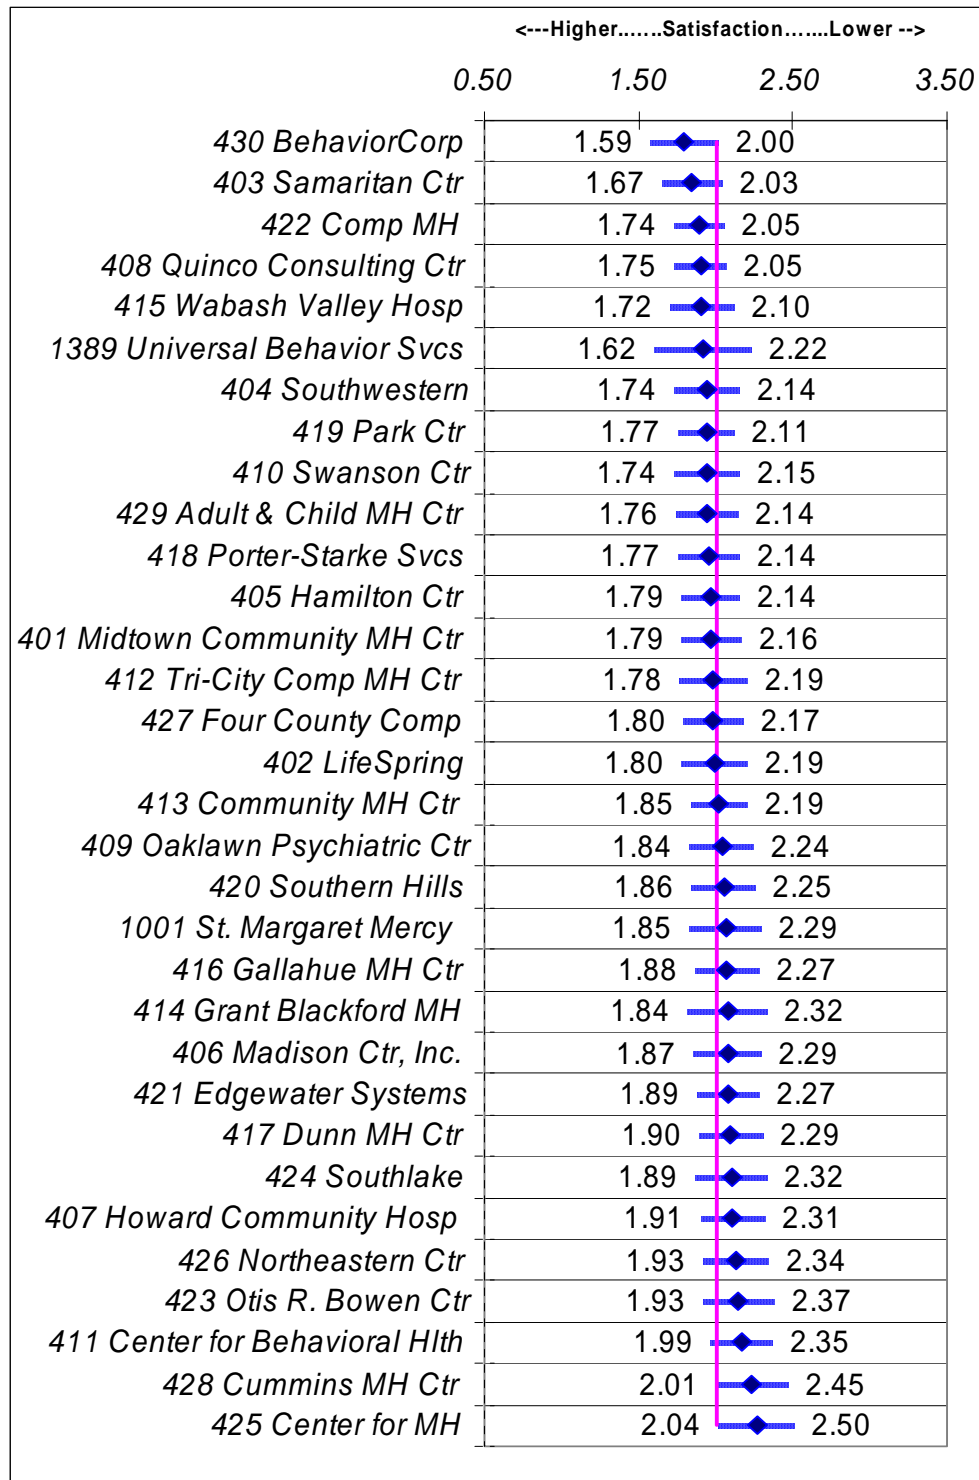 <---Higher.......Satisfaction.......Lower -->
0.50 1.50 2.50 3.50
430 BehaviorCorp 1.59 2.00
403 Samaritan Ctr 1.67 2.03
422 Comp MH 1.74 2.05
408 Quinco Consulting Ctr 1.75 2.05
415 Wabash Valley Hosp 1.72 2.10
1389 Universal Behavior Svcs 1.62 2.22
404 Southwestern 1.74 2.14
419 Park Ctr 1.77 2.11
410 Swanson Ctr 1.74 2.15
429 Adult & Child MH Ctr 1.76 2.14
418 Porter-Starke Svcs 1.77 2.14
405 Hamilton Ctr 1.79 2.14
401 Midtown Community MH Ctr 1.79 2.16
412 Tri-City Comp MH Ctr 1.78 2.19
427 Four County Comp 1.80 2.17
402 LifeSpring 1.80 2.19
413 Community MH Ctr 1.85 2.19
409 Oaklawn Psychiatric Ctr 1.84 2.24
420 Southern Hills 1.86 2.25
1001 St. Margaret Mercy 1.85 2.29
416 Gallahue MH Ctr 1.88 2.27
414 Grant Blackford MH 1.84 2.32
406 Madison Ctr, Inc. 1.87 2.29
421 Edgewater Systems 1.89 2.27
417 Dunn MH Ctr 1.90 2.29
424 Southlake 1.89 2.32
407 Howard Community Hosp 1.91 2.31
426 Northeastern Ctr 1.93 2.34
423 Otis R. Bowen Ctr 1.93 2.37
411 Center for Behavioral Hlth 1.99 2.35
428 Cummins MH Ctr 2.01 2.45
425 Center for MH 2.04 2.50